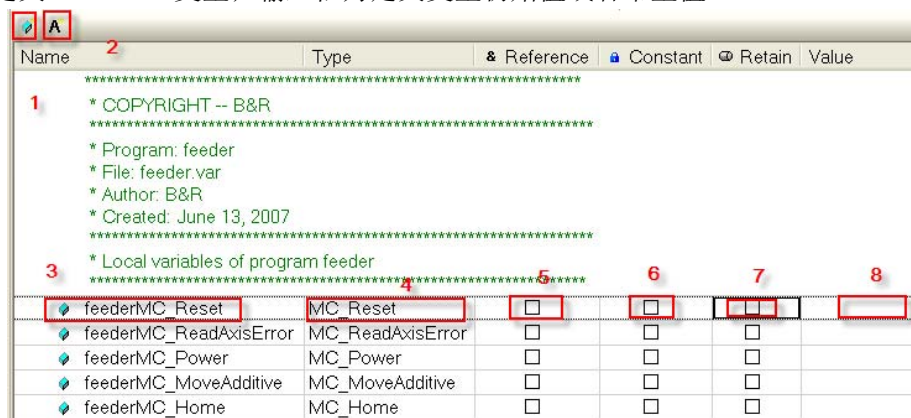 A
2
Name Type & Reference Constant Retain Value
*******************************************************************
1 * COPYRIGHT -- B&R
*********************************************************************
* Program: feeder
* File: feeder.var
* Author: B&R
* Created: June 13, 2007
*********************************************************************
* Local variables of program feeder
3 4 5 6 7 8
********************************************************************
feederMC_Reset MC_Reset
feederMC_ReadAxisError MC_ReadAxisError
feederMC_Power MC_Power
feederMC_MoveAdditive MC_MoveAdditive
feederMC_Home MC_Home